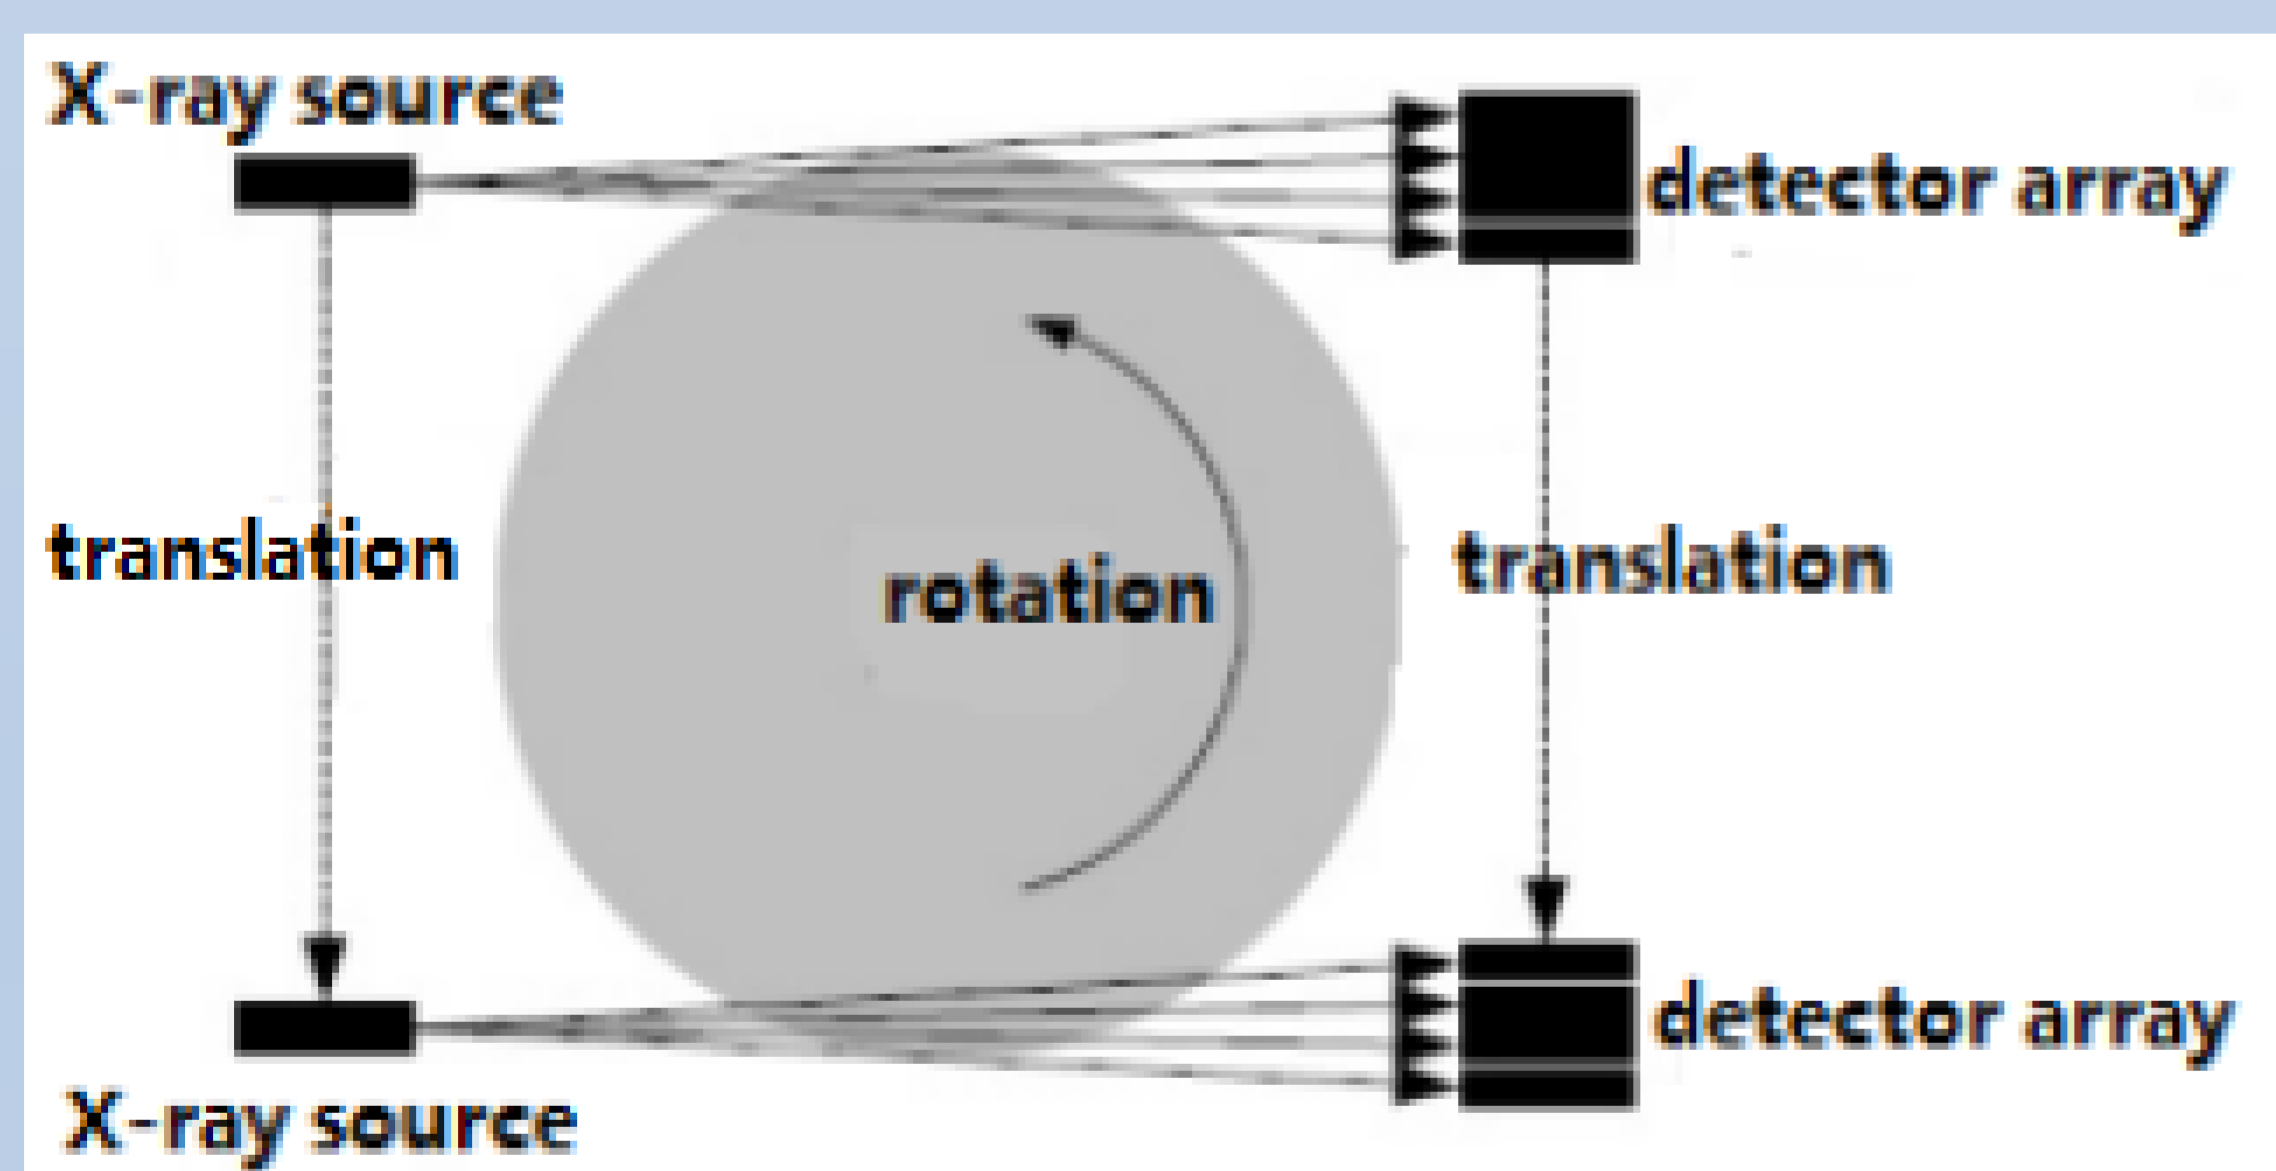 X-ray source
detector array
translation
rotation
translation
detector array
X-ray source